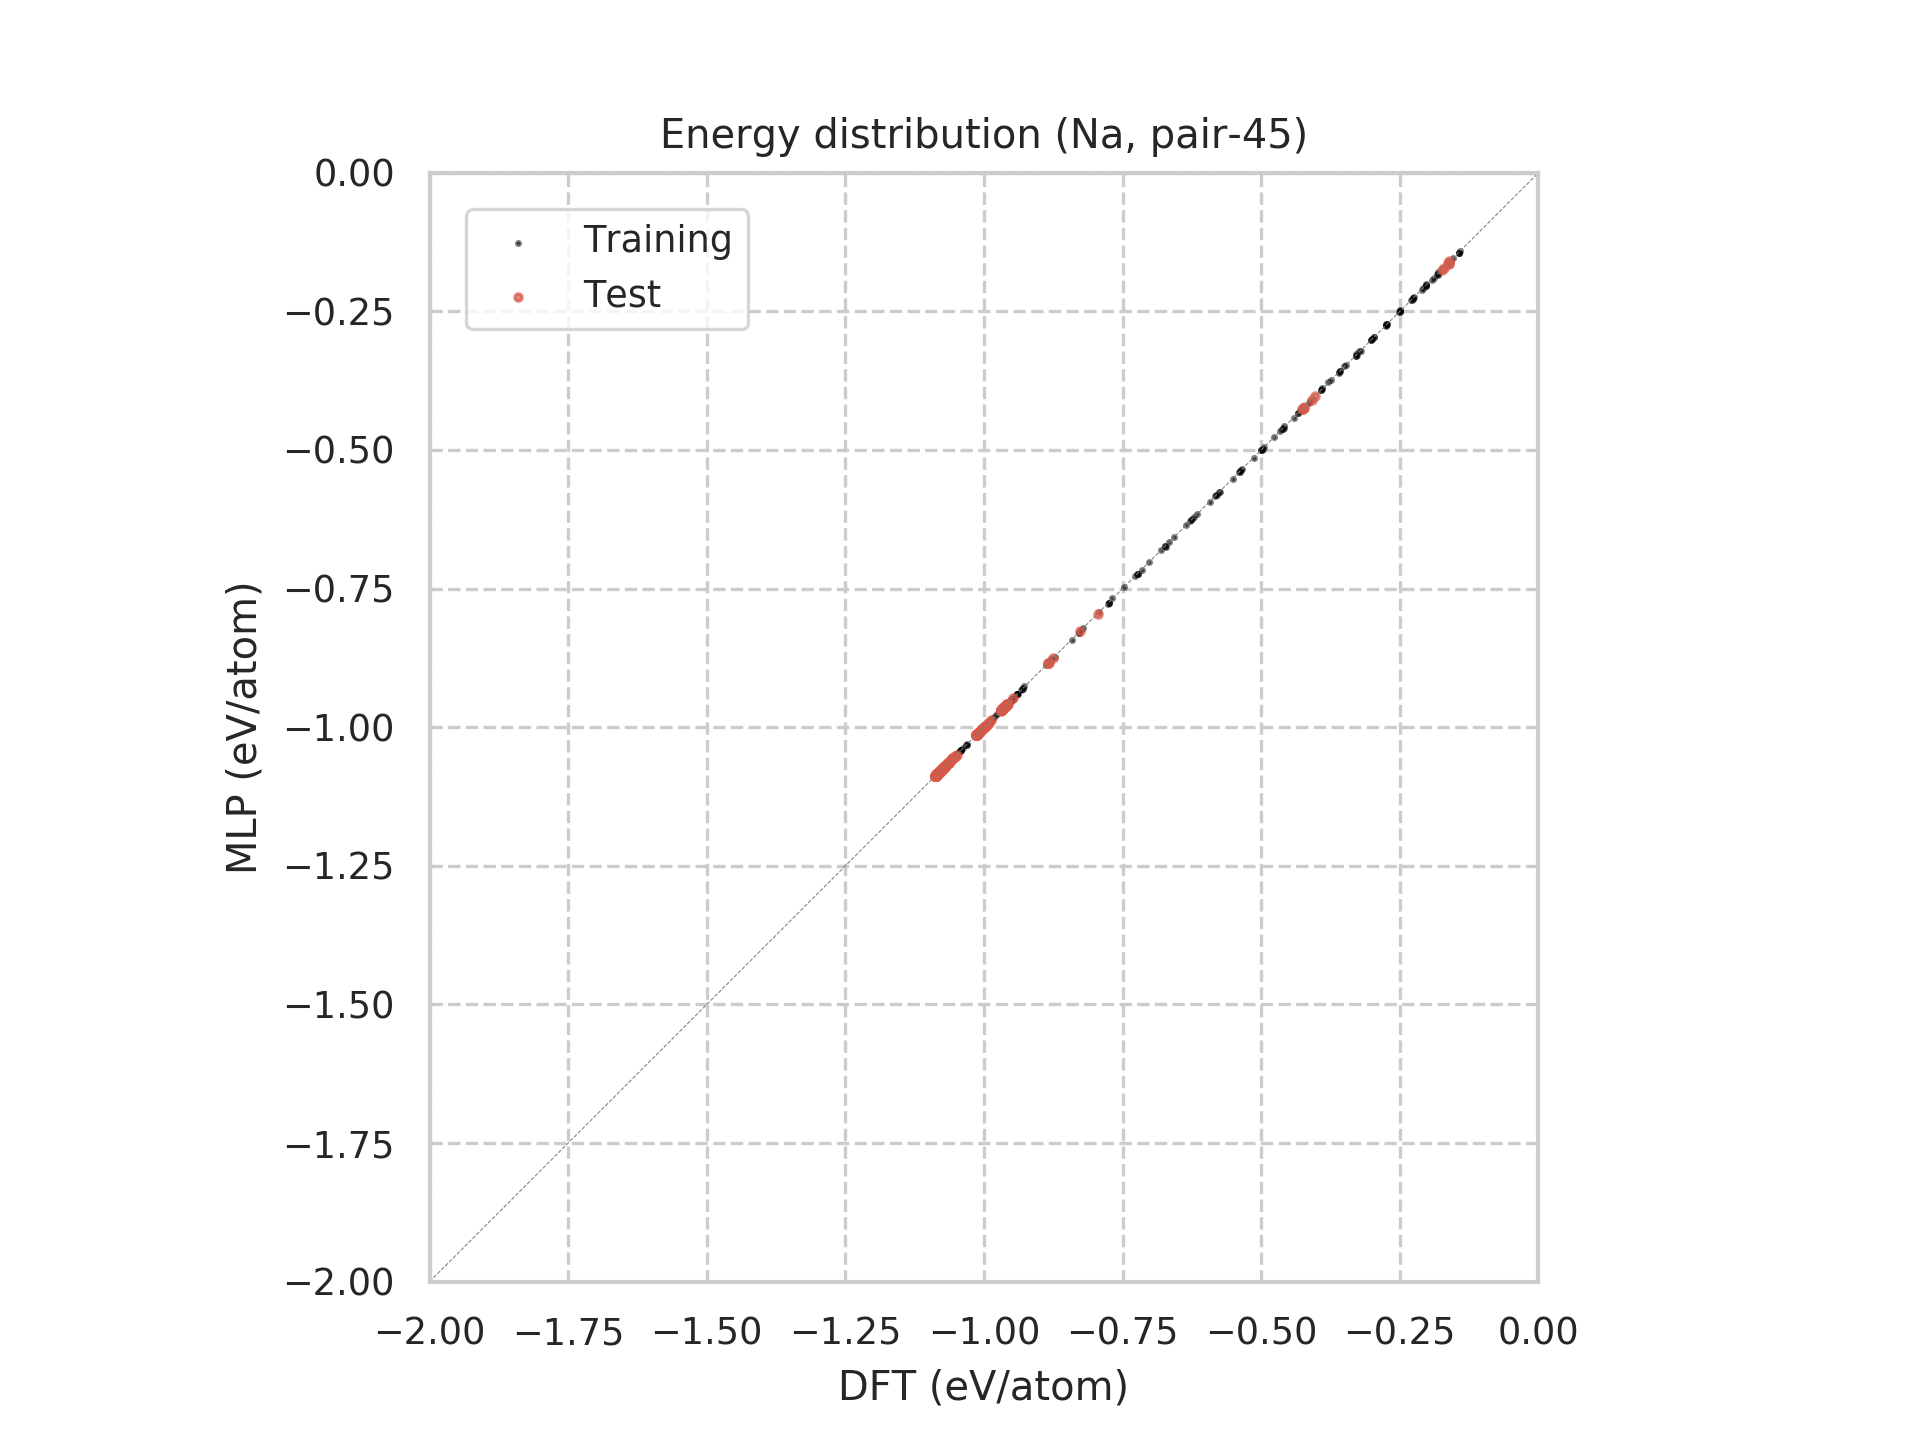 Energy distribution (Na, pair-45)
Training
Test
0.00
−0.25
−0.50
−0.75
−1.00
−1.25
−1.50
−1.75
−2.00
MLP (eV/atom)
−2.00 −1.75 −1.50 −1.25 −1.00 −0.75 −0.50 −0.25 0.00
DFT (eV/atom)